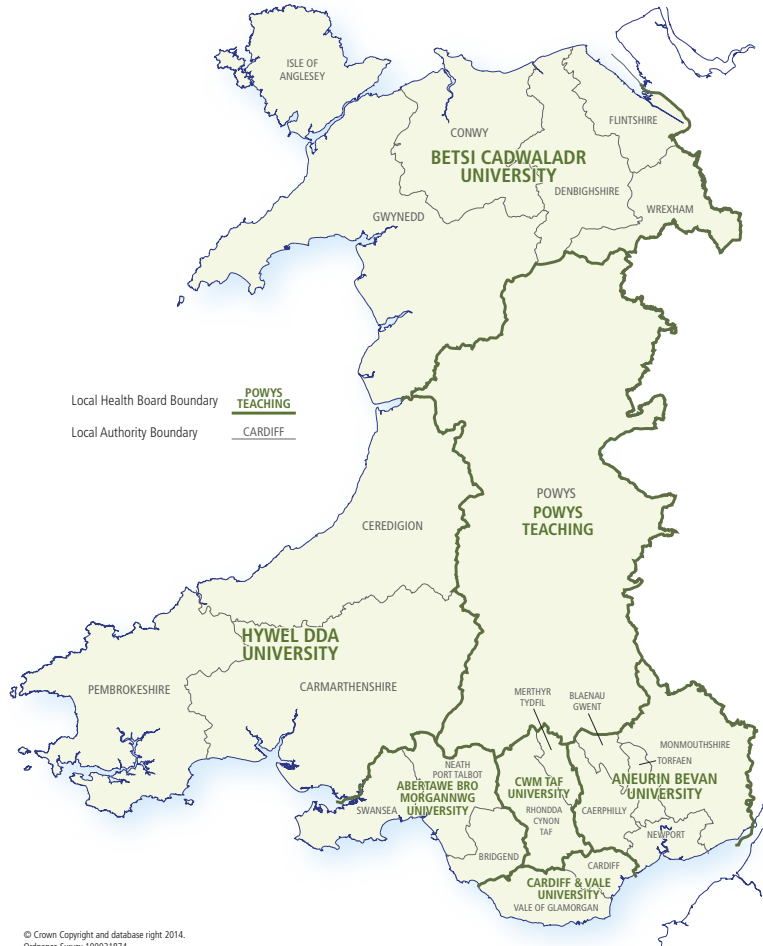 ISLE OF
ANGLESEY
FLINTSHIRE
CONWY
BETSI CADWALADR
UNIVERSITY
DENBIGHSHIRE
WREXHAM
GWYNEDD
Local Health Board Boundary
POWYS
TEACHING
Local Authority Boundary
CARDIFF
POWYS
POWYS
TEACHING
CEREDIGION
HYWEL DDA
UNIVERSITY
PEMBROKESHIRE
CARMARTHENSHIRE
MERTHYR
TYDFIL
BLAENAU
GWENT
MONMOUTHSHIRE
TORFAEN
NEATH
PORT TALBOT
ABERTAWE BRO
MORGANNWG
UNIVERSITY
SWANSEA
CWM TAF
UNIVERSITY
RHONDDA
CYNON
TAF
ANEURIN BEVAN
UNIVERSITY
CAERPHILLY
NEWPORT
BRIDGEND
CARDIFF
CARDIFF & VALE
UNIVERSITY
VALE OF GLAMORGAN
© Crown Copyright and database right 2014.
Ordnance Survey 100021874